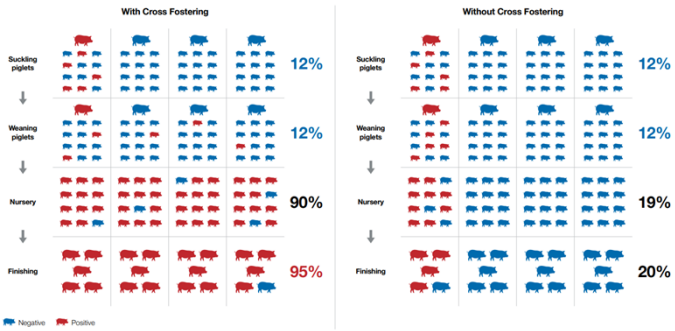 With Cross Fostering
Suckling
piglets
12%
Weaning
piglets
12%
Nursery
90%
Finishing
95%
Negative
Positive
Without Cross Fostering
Suckling
piglets
12%
Weaning
piglets
12%
Nursery
19%
Finishing
20%